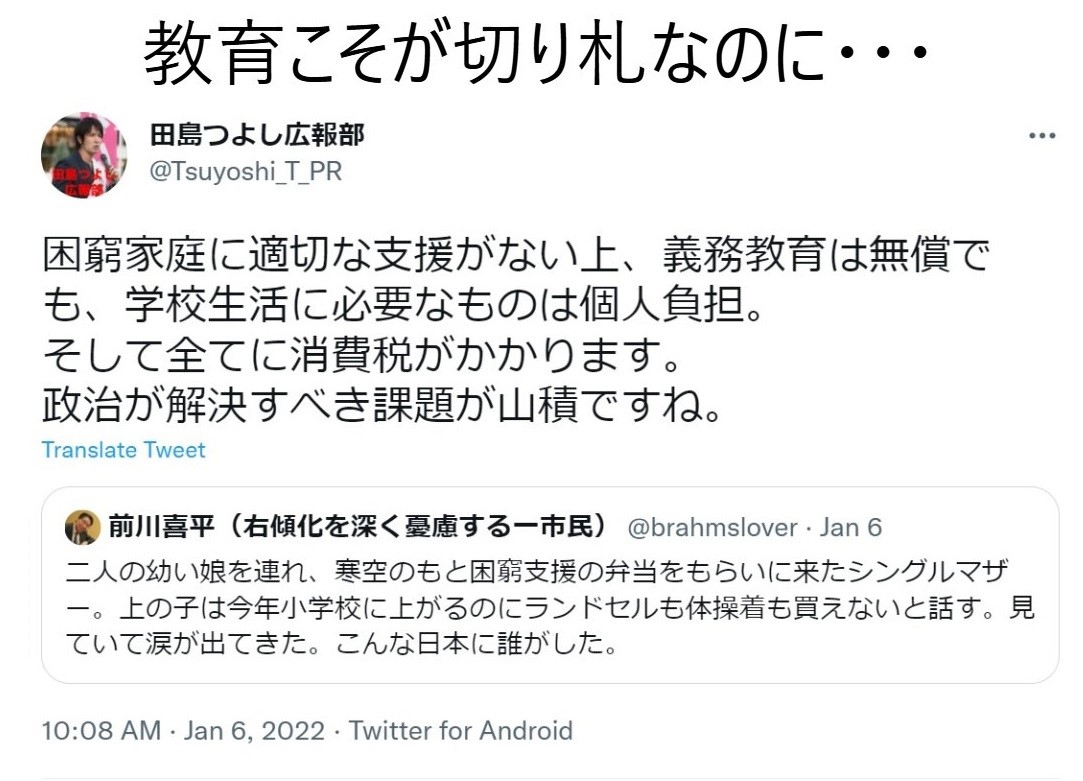 教育こそが切り札なのに・・・
田島つよし広報部
@Tsuyoshi_T_PR
田島つよし
広報部
困窮家庭に適切な支援がない上、義務教育は無償で
も、学校生活に必要なものは個人負担。
そして全てに消費税がかかります。
政治が解決すべき課題が山積ですね。
Translate Tweet
前川喜平（右傾化を深く憂慮する一市民） @brahmslover · Jan 6
二人の幼い娘を連れ、寒空のもと困窮支援の弁当をもらいに来たシングルマザ
ー。上の子は今年小学校に上がるのにランドセルも体操着も買えないと話す。見
ていて涙が出てきた。こんな日本に誰がした。
10:08 AM · Jan 6, 2022 · Twitter for Android